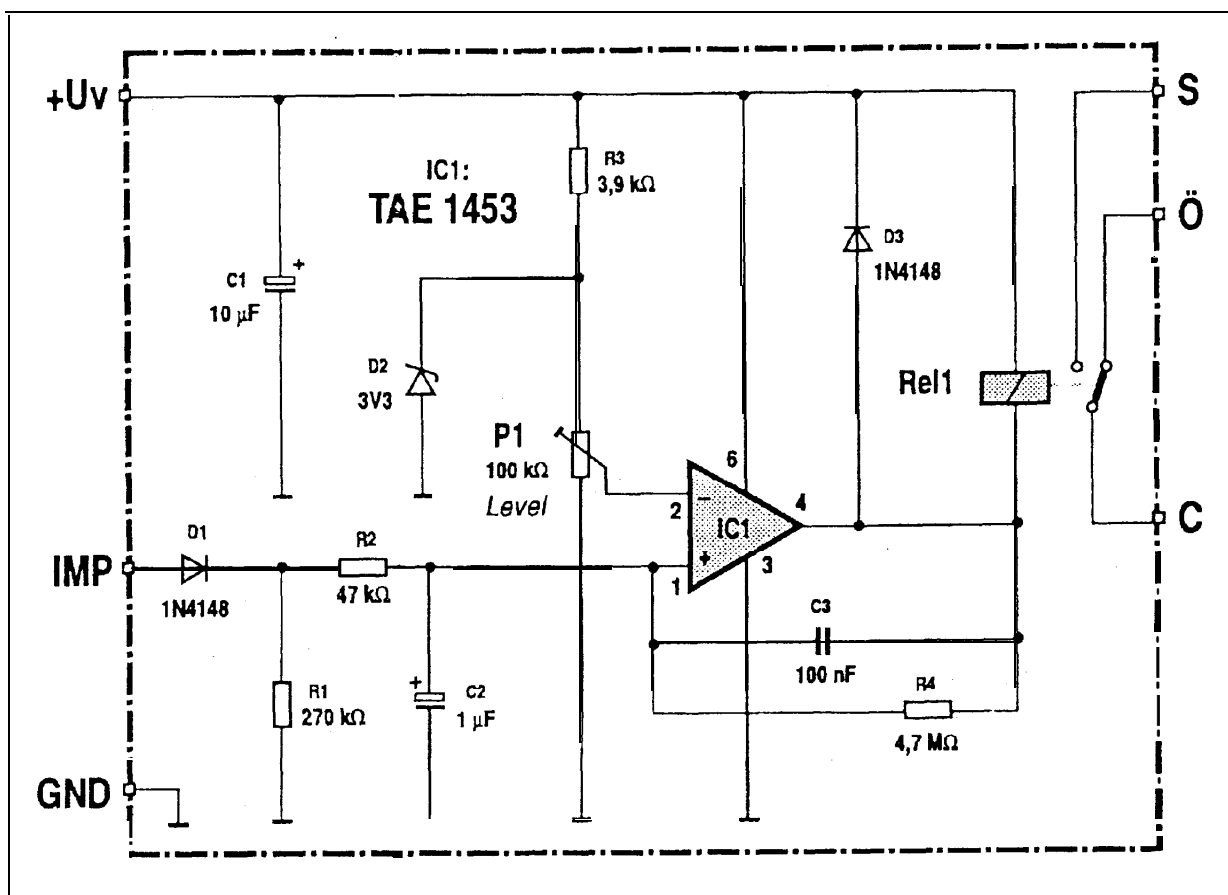 +Uv
S
IC1:
TAE 1453
R3
3,9 kΩ
Ö
D3
1N4148
+
C1
10 µF
D2
3V3
Rel1
P1
100 kΩ
Level
6
2
−
4
IC1
C
D1
R2
IMP
+
1
3
1N4148
47 kΩ
C3
100 nF
+
R1
270 kΩ
C2
1 µF
R4
4,7 MΩ
GND